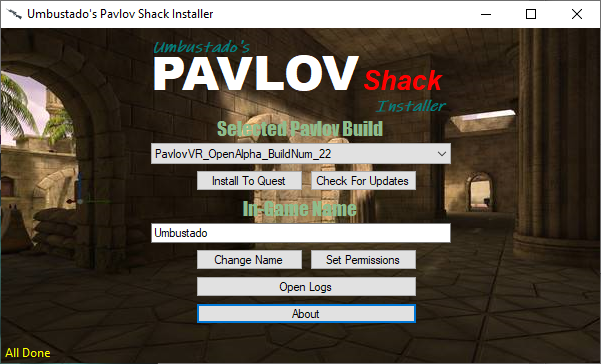 Umbustado's Pavlov Shack Installer
Umbustado's
PAVLOV Shack
Installer
Selected Pavlov Build
PavlovVR_OpenAlpha_BuildNum_22
Install To Quest Check For Updates
In-Game Name
Umbustado
Change Name Set Permissions
Open Logs
About
All Done